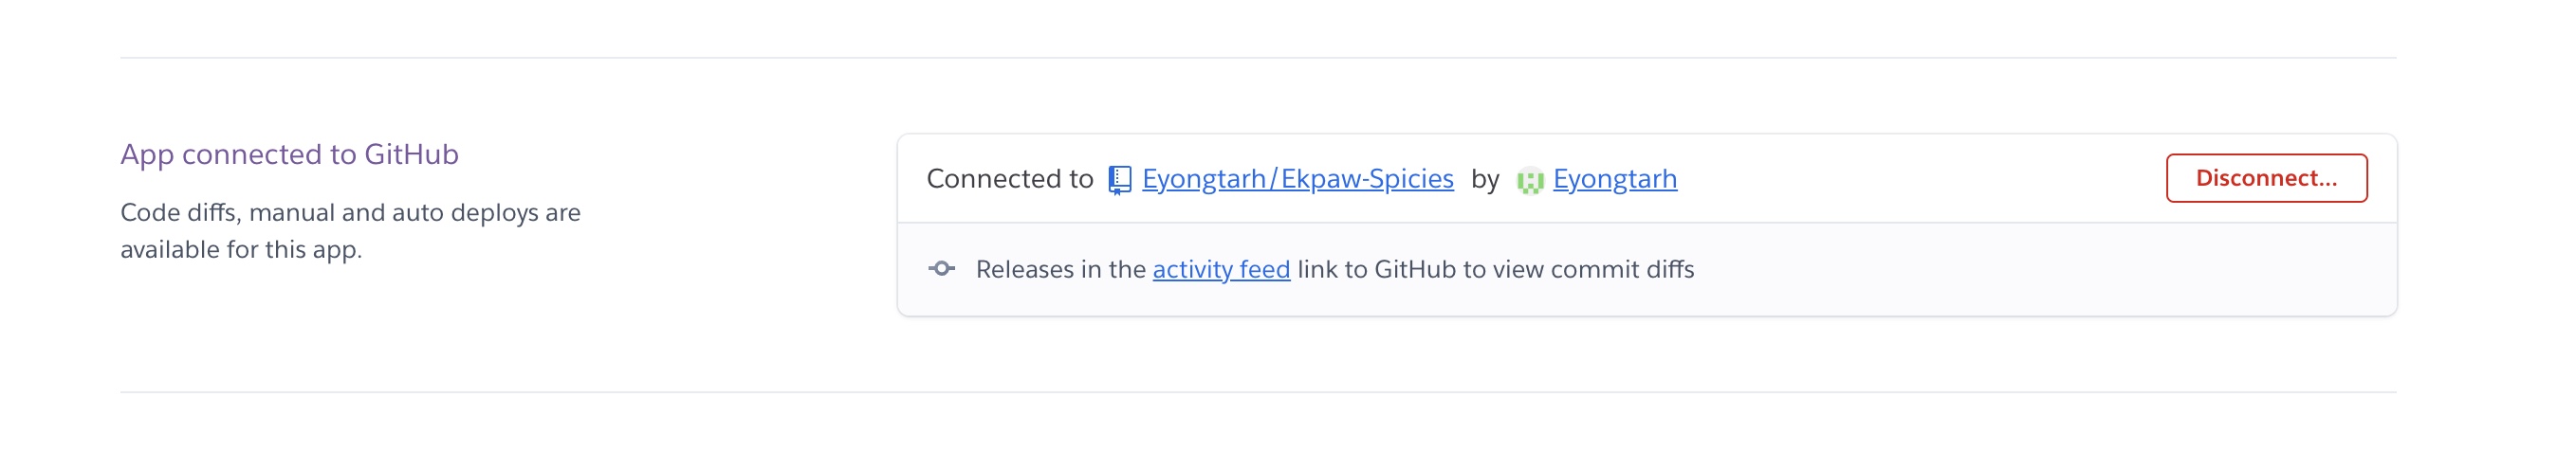 App connected to GitHub
Code diffs, manual and auto deploys are
available for this app.
Connected to Eyongtarh/Ekpaw-Spicies by Eyongtarh
Disconnect...
Releases in the activity feed link to GitHub to view commit diffs